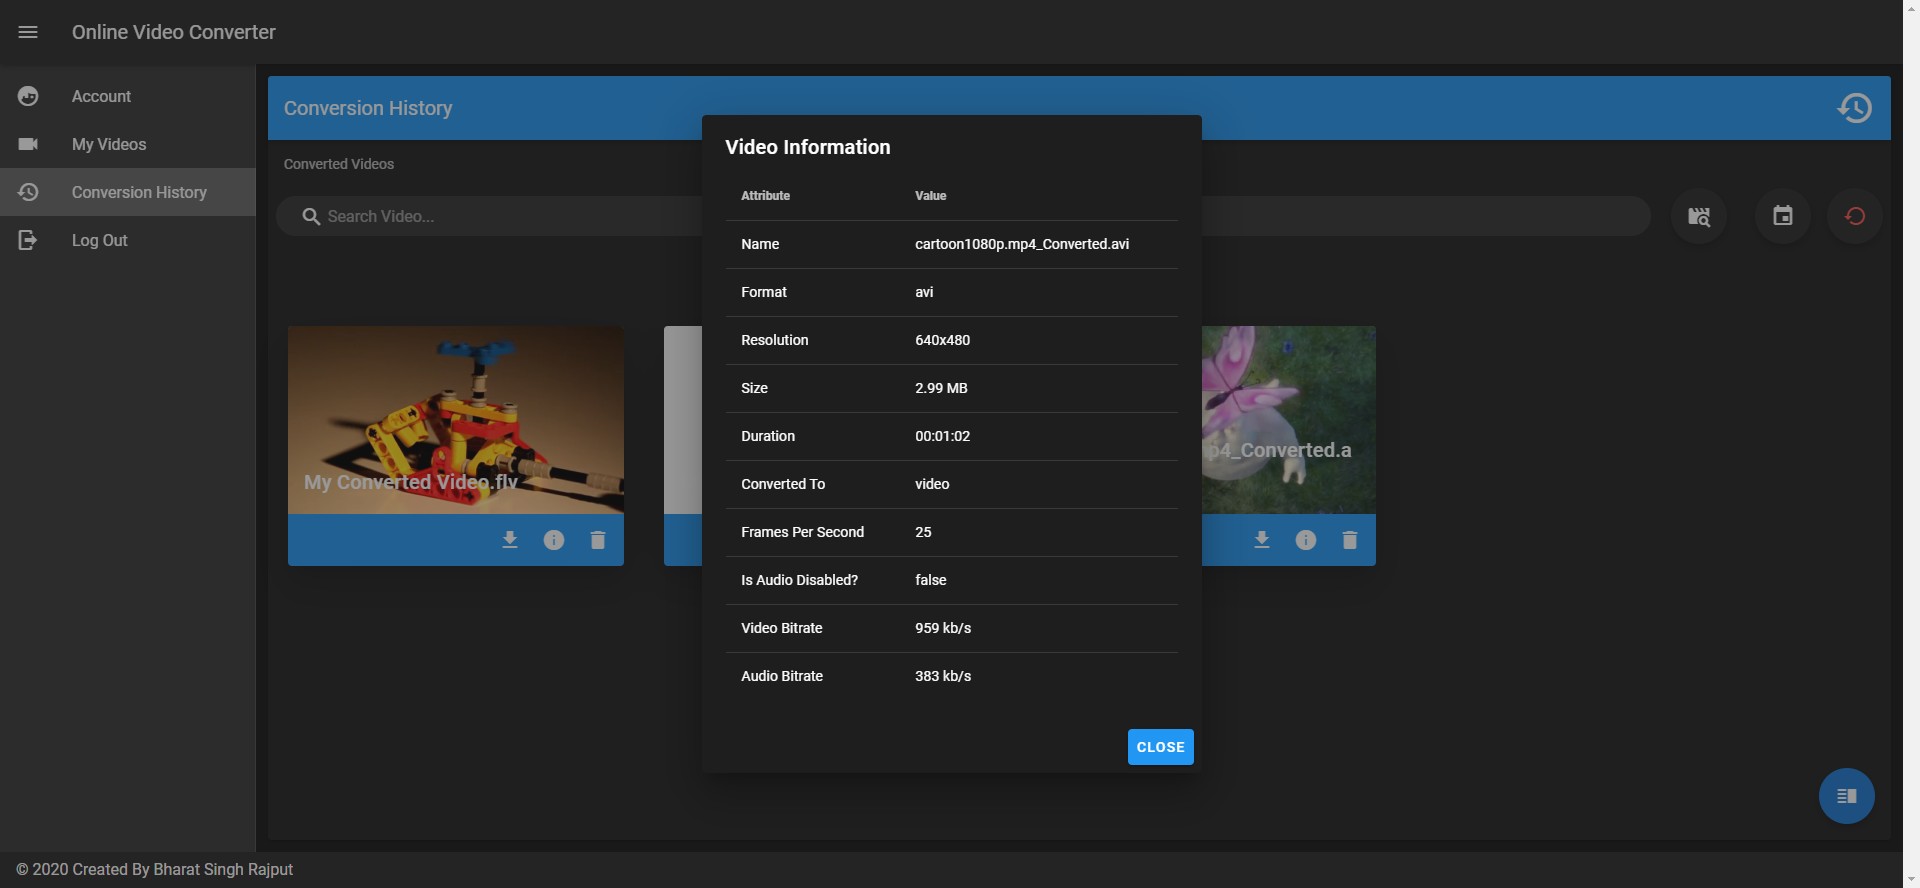 Online Video Converter
Account
My Videos
Conversion History
Log Out
Conversion History
Converted Videos
Search Video...
My Converted Video.flv
p4_Converted.a
Video Information
Attribute Value
Name cartoon1080p.mp4_Converted.avi
Format avi
Resolution 640x480
Size 2.99 MB
Duration 00:01:02
Converted To video
Frames Per Second 25
Is Audio Disabled? false
Video Bitrate 959 kb/s
Audio Bitrate 383 kb/s
CLOSE
© 2020 Created By Bharat Singh Rajput